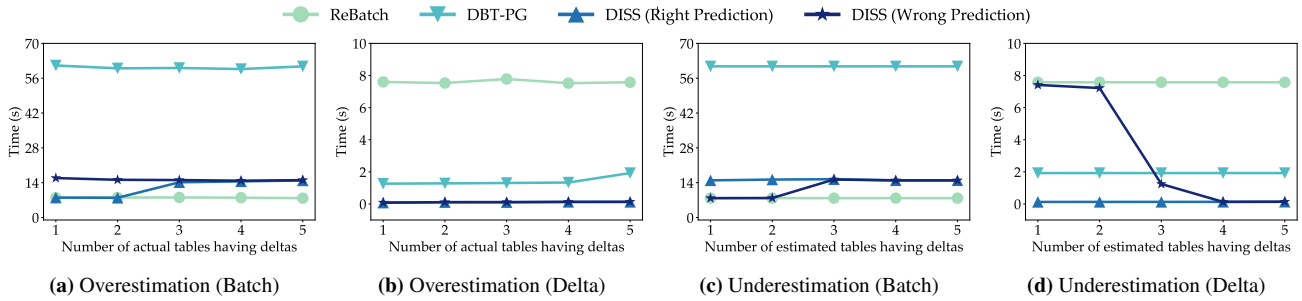 ReBatch DBT-PG DISS (Right Prediction) DISS (Wrong Prediction)
70
56
42
28
14
0
Time (s)
1 2 3 4 5
Number of actual tables having deltas
(a) Overestimation (Batch)
10
8
6
4
2
0
Time (s)
1 2 3 4 5
Number of actual tables having deltas
(b) Overestimation (Delta)
70
56
42
28
14
0
Time (s)
1 2 3 4 5
Number of estimated tables having deltas
(c) Underestimation (Batch)
10
8
6
4
2
0
Time (s)
1 2 3 4 5
Number of estimated tables having deltas
(d) Underestimation (Delta)